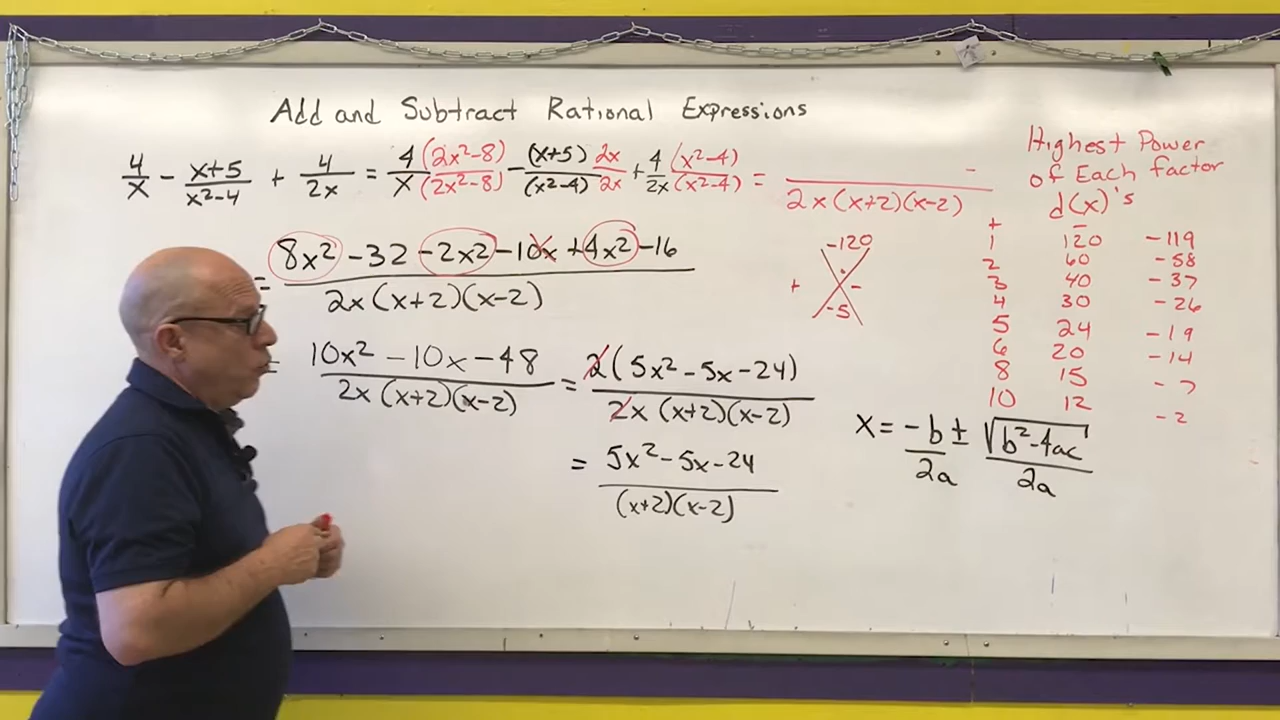 Add and Subtract Rational Expressions
4/x - (x+5)/(x²-4) + 4/(2x) = 4(2x²-8)/x(2x²-8) - (x+5)2x/(x²-4)2x + 4(x²-4)/2x(x²-4) = -/2x(x+2)(x-2)
= (8x² -32 -2x² -10x +4x² -16)/(2x(x+2)(x-2))
= (10x² -10x -48)/(2x(x+2)(x-2)) = 2(5x² -5x -24)/(2x(x+2)(x-2))
= (5x² -5x -24)/((x+2)(x-2))
-120
+ -
-5
Highest Power
of Each factor
d(x)'s
+ -
1 120 -119
2 60 -58
3 40 -37
4 30 -26
5 24 -19
6 20 -14
8 15 -7
10 12 -2
x = -b/2a ± √(b²-4ac)/2a